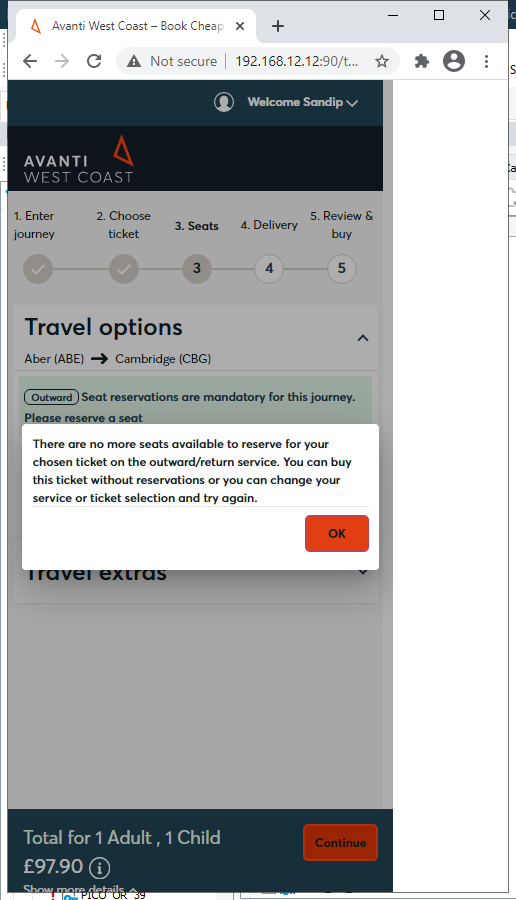 Avanti West Coast – Book Cheap
Not secure
192.168.12.12:90/t...
Welcome Sandip
AVANTI
WEST COAST
1. Enter
journey
2. Choose
ticket
3. Seats
4. Delivery
5. Review &
buy
3
4
5
Travel options
Aber (ABE)
Cambridge (CBG)
Outward Seat reservations are mandatory for this journey.
Please reserve a seat
There are no more seats available to reserve for your
chosen ticket on the outward/return service. You can buy
this ticket without reservations or you can change your
service or ticket selection and try again.
OK
Travel extras
Total for 1 Adult , 1 Child
£97.90
Continue
Show more details
PICO_OR_39